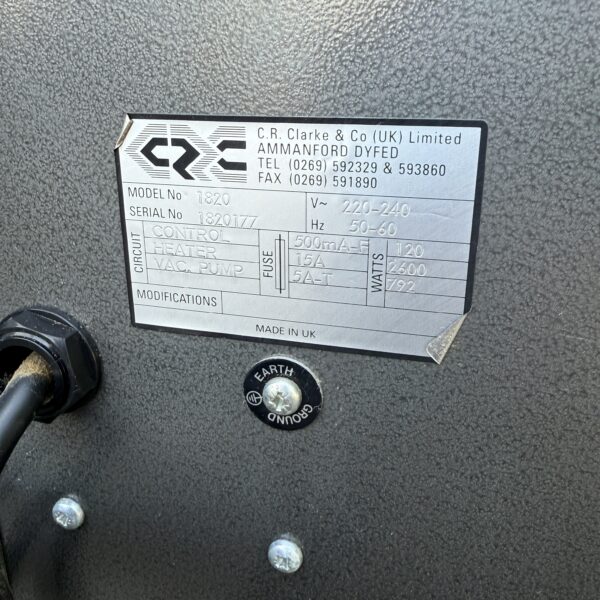 CRC
C.R. Clarke & Co (UK) Limited
AMMANFORD DYFED
TEL (0269) 592329 & 593860
FAX (0269) 591890
MODEL No 1820
V~ 220-240
SERIAL No 1820177
Hz 50-60
CIRCUIT
CONTROL
HEATER
VAC. PUMP
FUSE
500mA-F
15A
5A-T
WATTS
120
2600
792
MODIFICATIONS
MADE IN UK
EARTH
GROUND